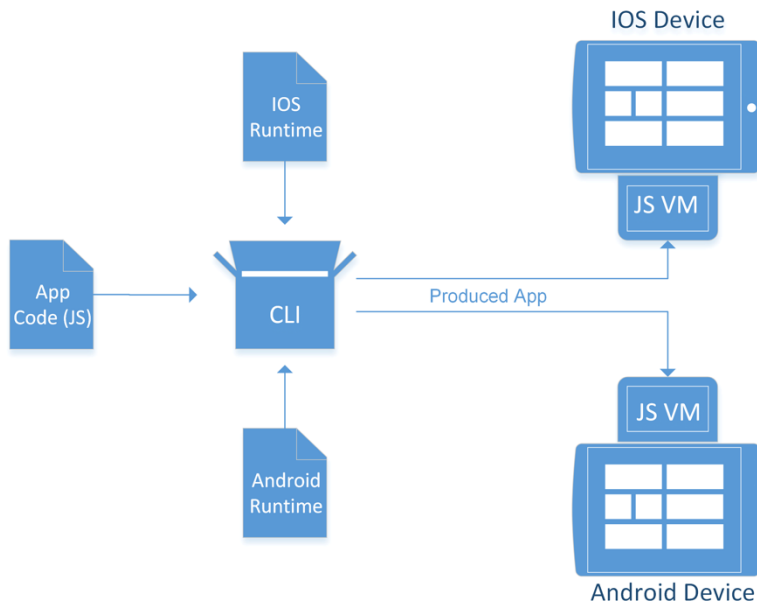 IOS Device
IOS
Runtime
JS VM
App
Code (JS)
CLI
Produced App
JS VM
Android
Runtime
Android Device